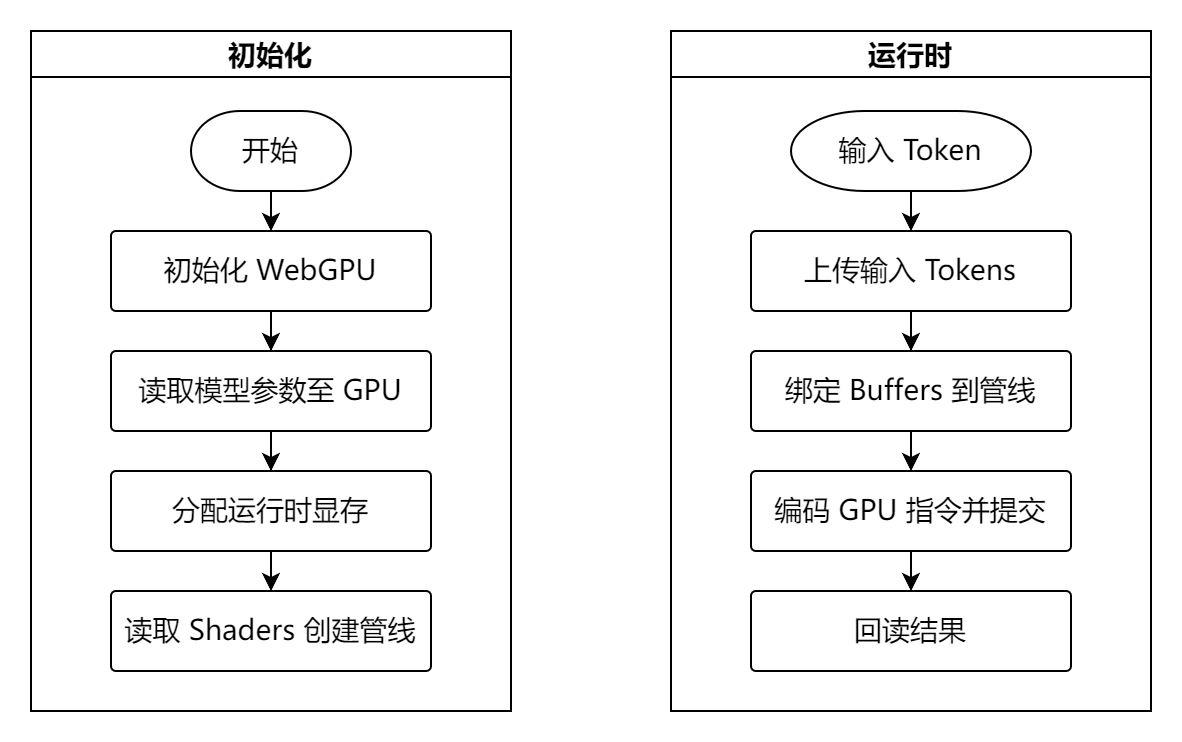 初始化
开始
初始化 WebGPU
读取模型参数至 GPU
分配运行时显存
读取 Shaders 创建管线
运行时
输入 Token
上传输入 Tokens
绑定 Buffers 到管线
编码 GPU 指令并提交
回读结果